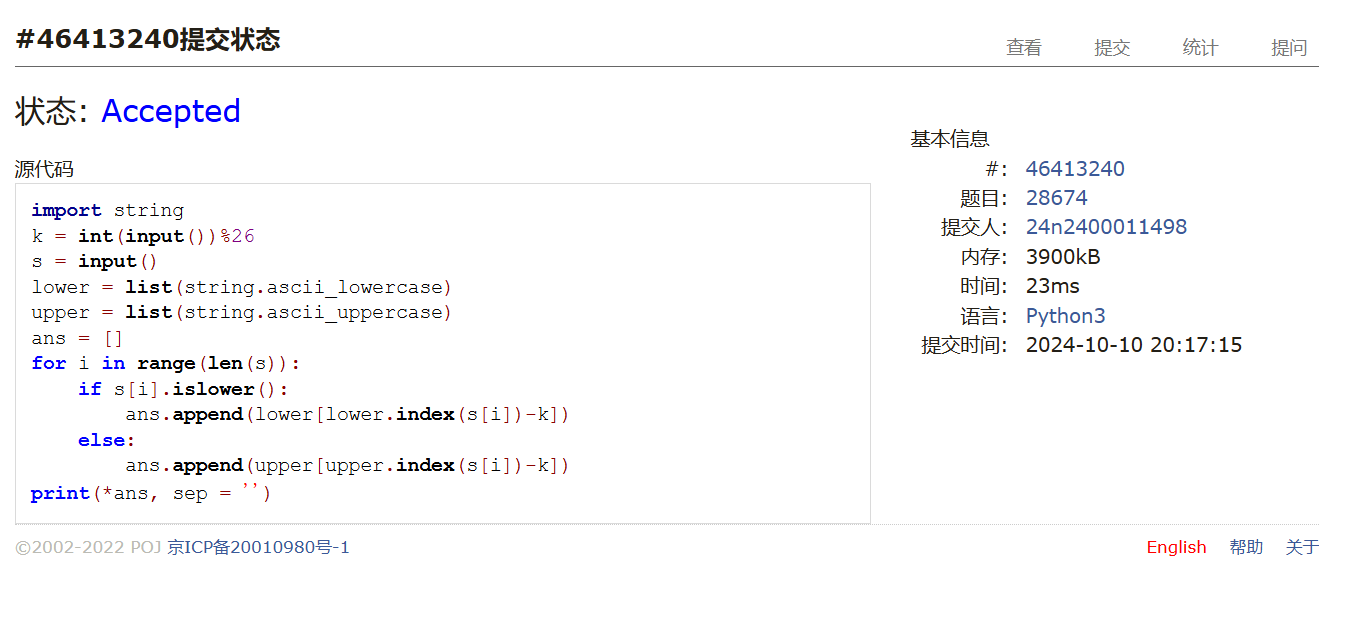 #46413240提交状态
查看 提交 统计 提问
状态: Accepted
源代码
import string
k = int(input())%26
s = input()
lower = list(string.ascii_lowercase)
upper = list(string.ascii_uppercase)
ans = []
for i in range(len(s)):
    if s[i].islower():
        ans.append(lower[lower.index(s[i])-k])
    else:
        ans.append(upper[upper.index(s[i])-k])
print(*ans, sep = '')
基本信息
#: 46413240
题目: 28674
提交人: 24n2400011498
内存: 3900kB
时间: 23ms
语言: Python3
提交时间: 2024-10-10 20:17:15
©2002-2022 POJ 京ICP备20010980号-1
English 帮助 关于